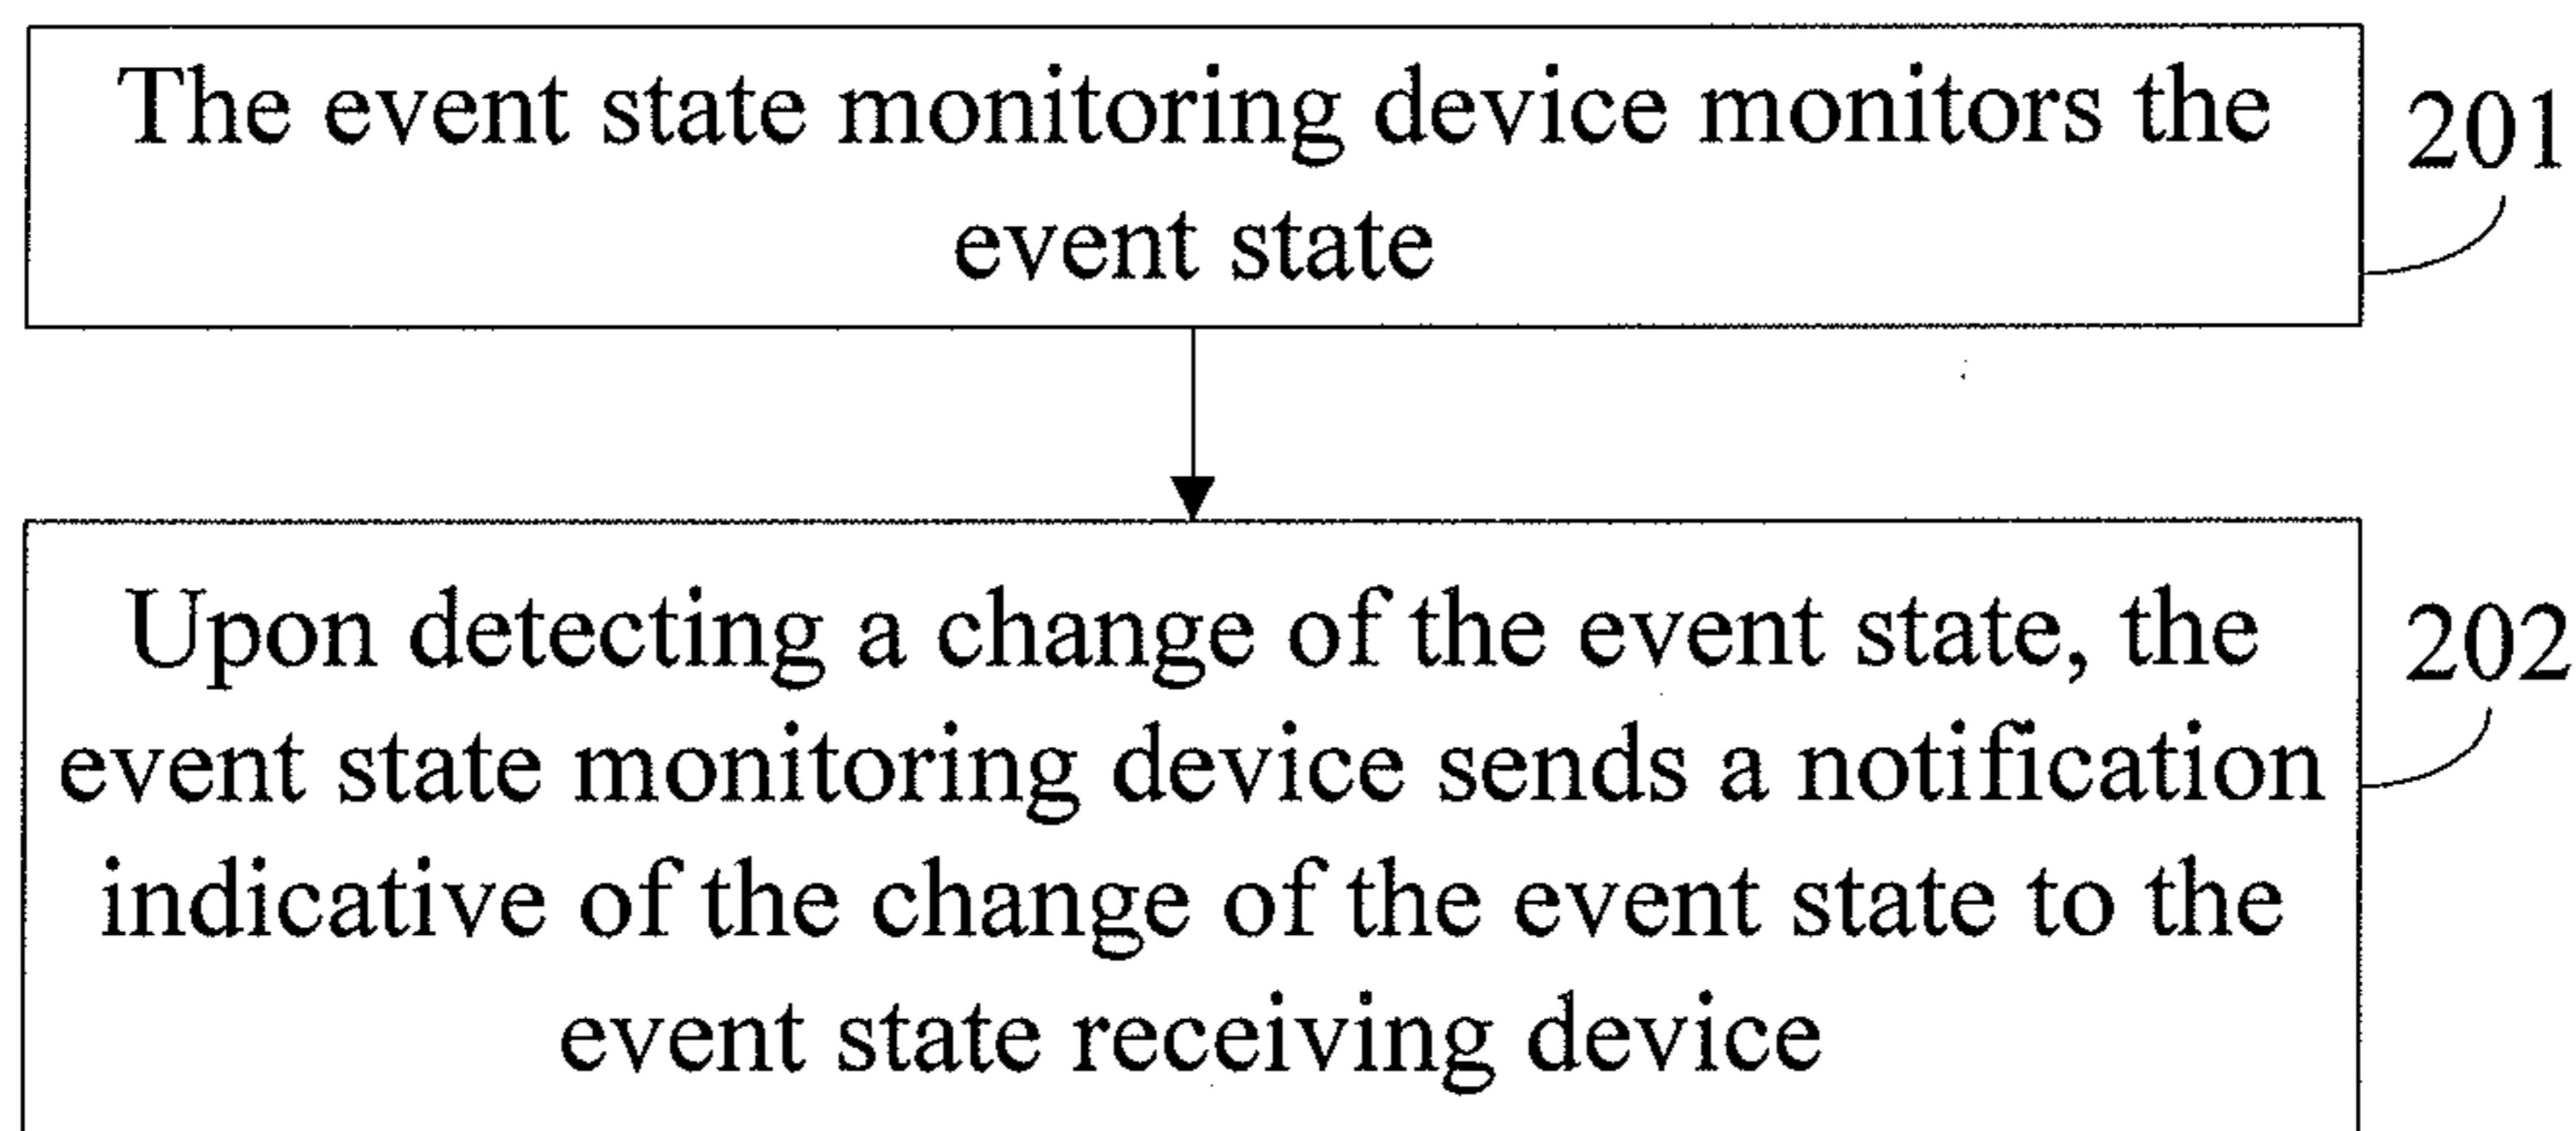 The event state monitoring device monitors the
event state
201
Upon detecting a change of the event state, the
event state monitoring device sends a notification
indicative of the change of the event state to the
event state receiving device
202